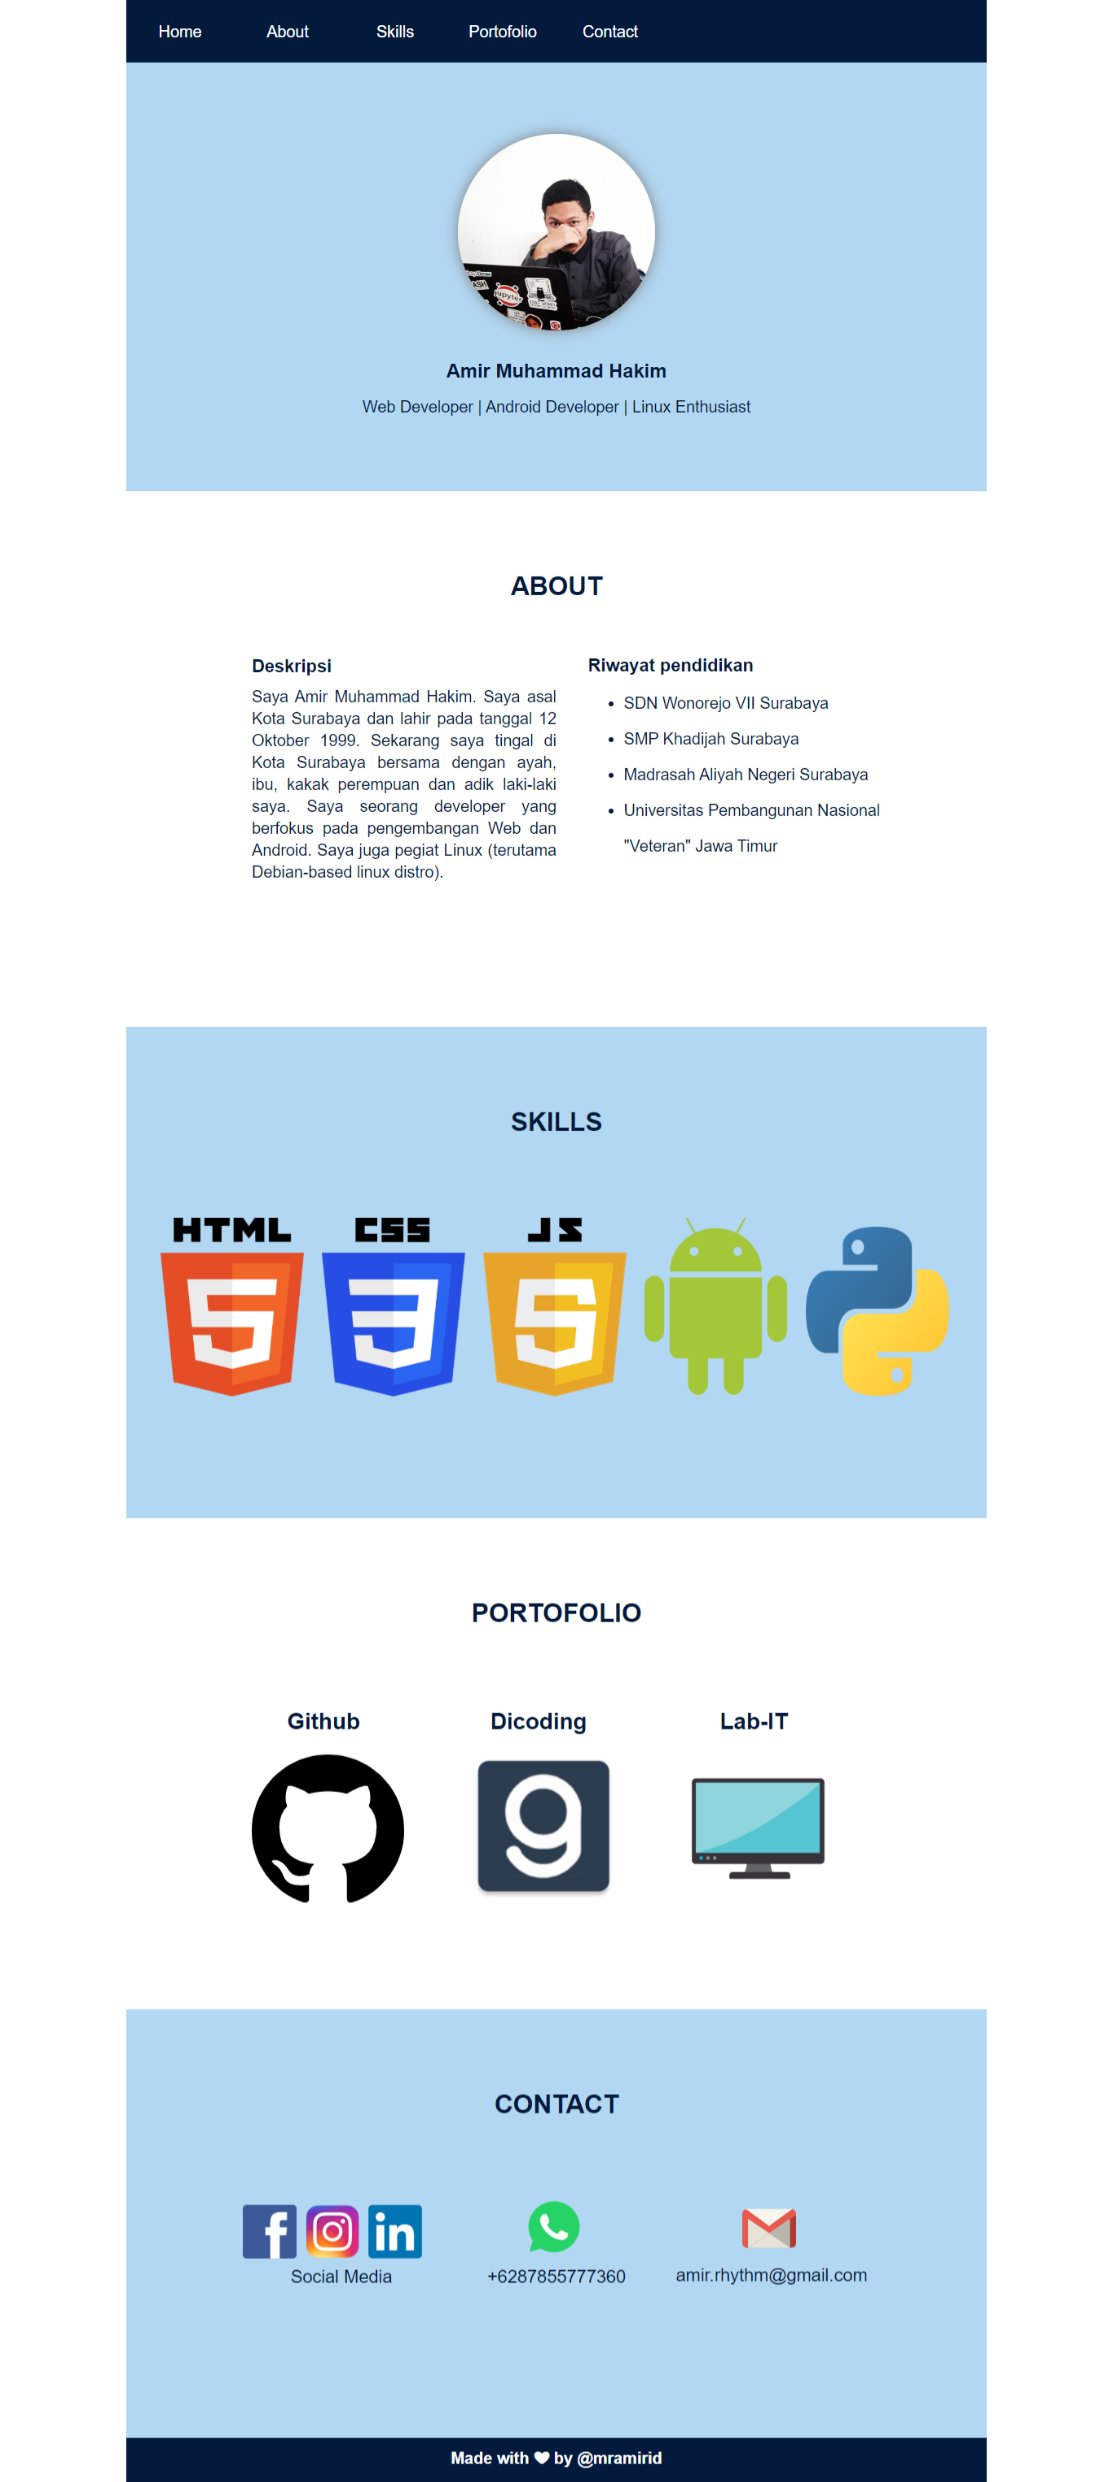 Home About Skills Portofolio Contact
jupyter
Amir Muhammad Hakim
Web Developer | Android Developer | Linux Enthusiast
ABOUT
Deskripsi
Saya Amir Muhammad Hakim. Saya asal
Kota Surabaya dan lahir pada tanggal 12
Oktober 1999. Sekarang saya tingal di
Kota Surabaya bersama dengan ayah,
ibu, kakak perempuan dan adik laki-laki
saya. Saya seorang developer yang
berfokus pada pengembangan Web dan
Android. Saya juga pegiat Linux (terutama
Debian-based linux distro).
Riwayat pendidikan
• SDN Wonorejo VII Surabaya
• SMP Khadijah Surabaya
• Madrasah Aliyah Negeri Surabaya
• Universitas Pembangunan Nasional
"Veteran" Jawa Timur
SKILLS
HTML CSS JS
5 3 5
PORTOFOLIO
Github Dicoding Lab-IT
CONTACT
f in
Social Media +6287855777360 amir.rhythm@gmail.com
Made with ❤ by @mramirid